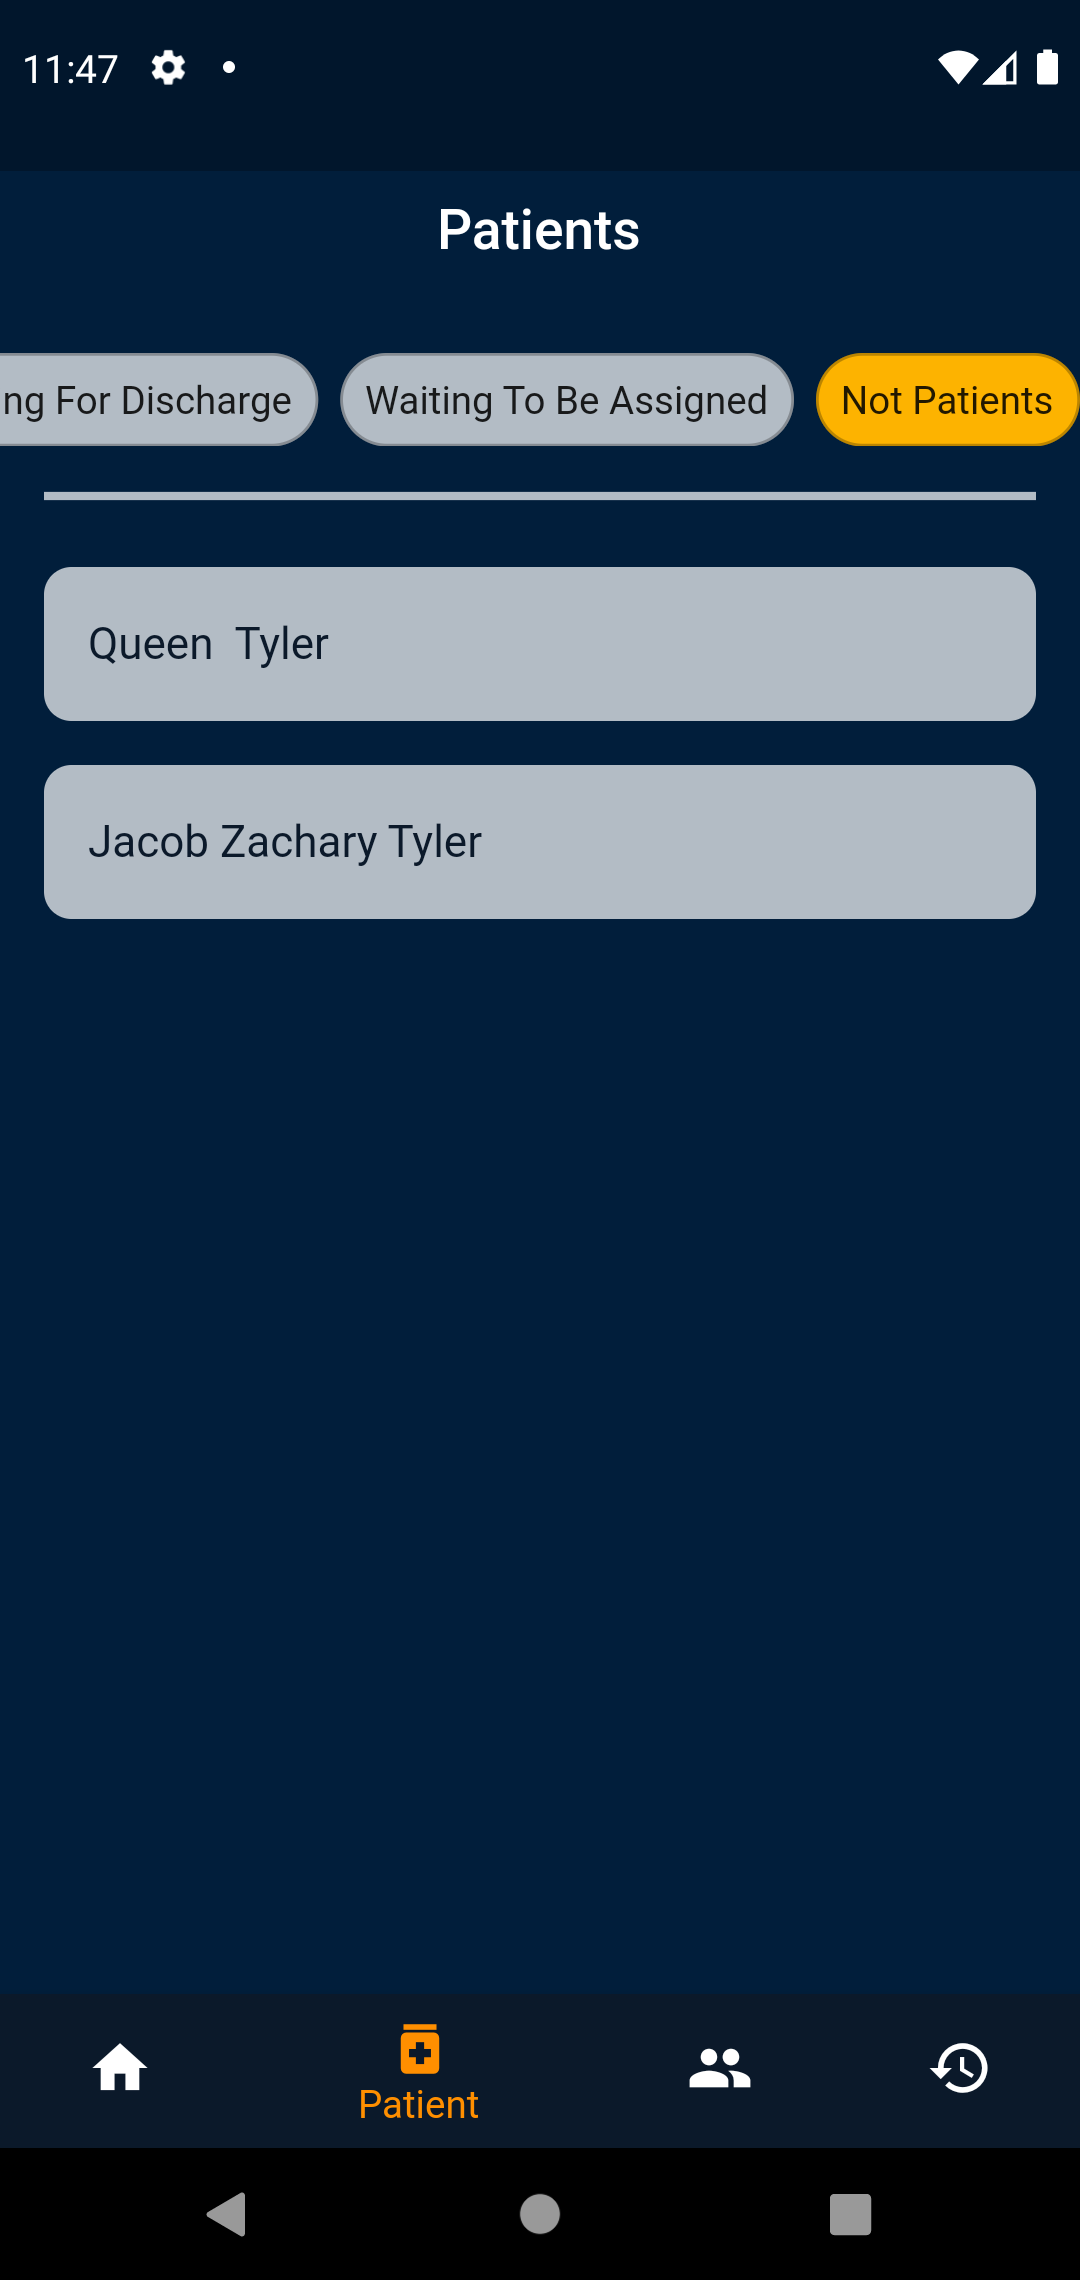 11:47
Patients
ng For Discharge
Waiting To Be Assigned
Not Patients
Queen  Tyler
Jacob Zachary Tyler
Patient